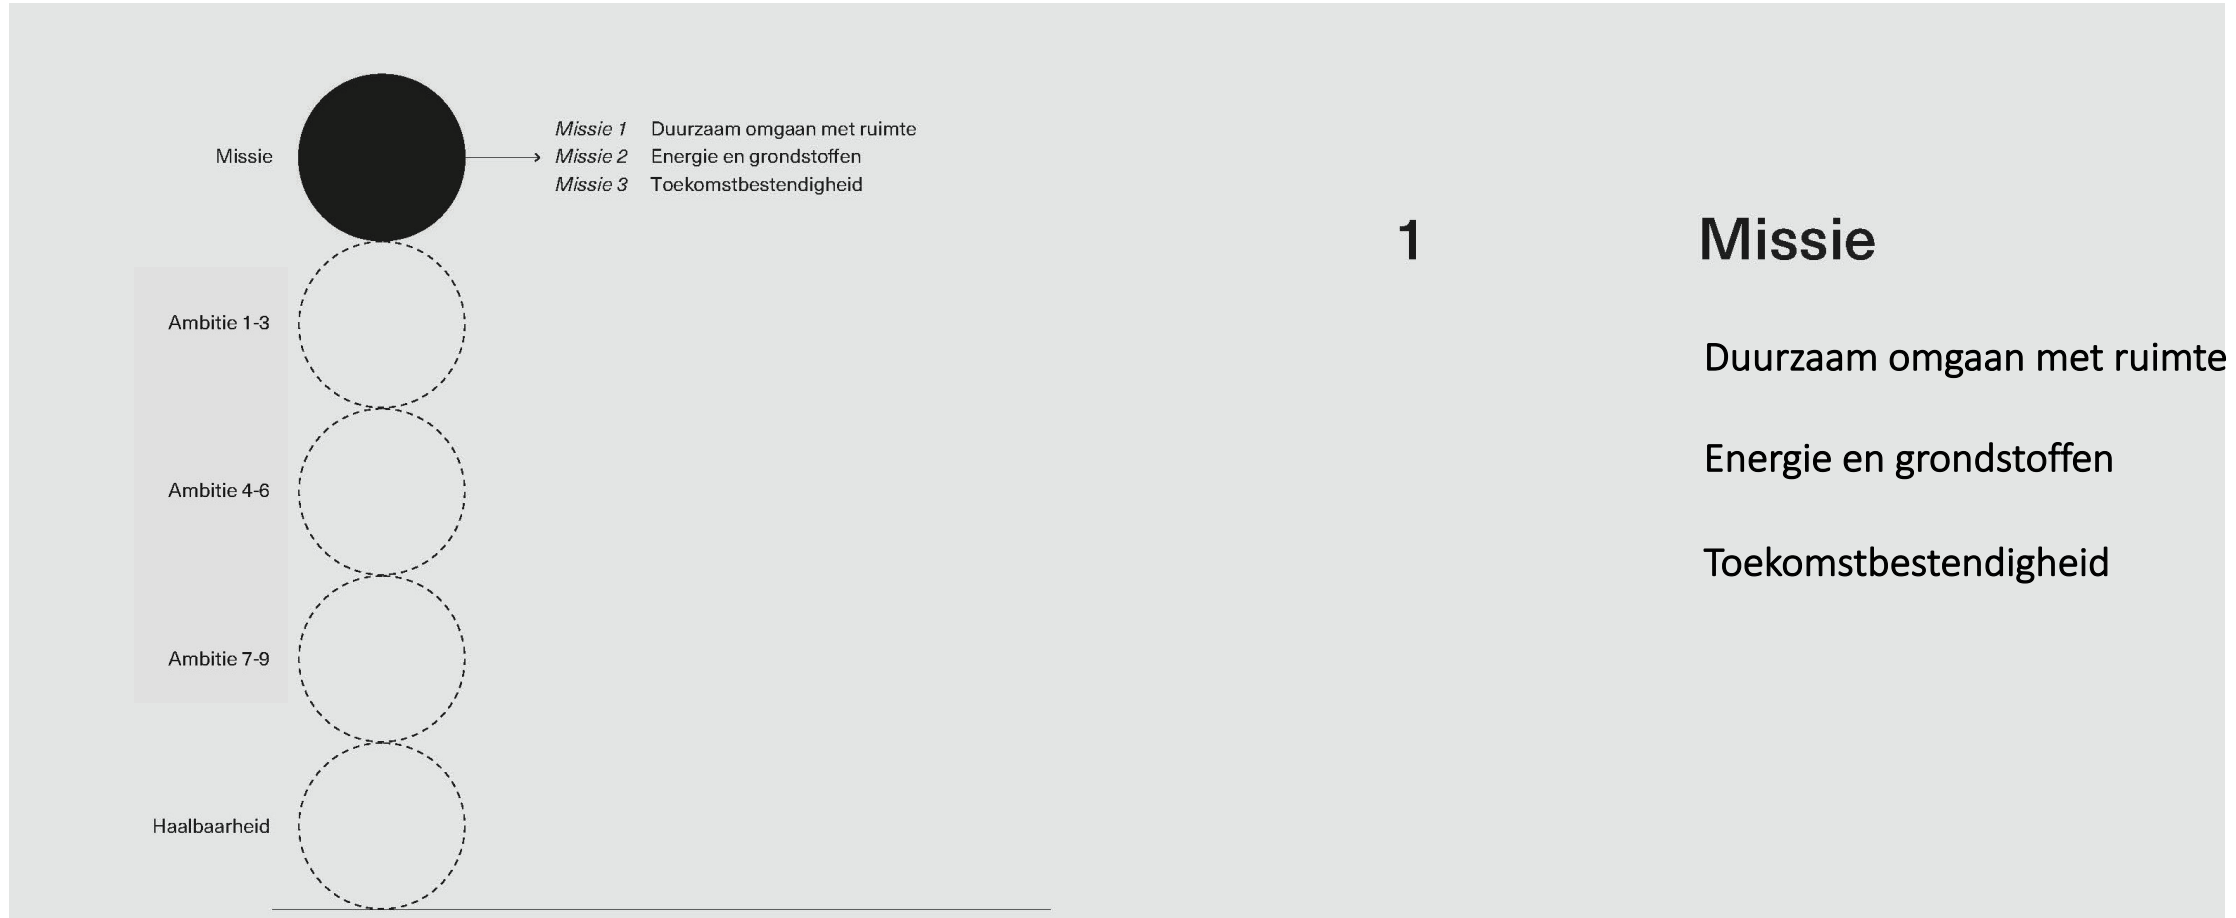 Missie
Missie 1 Duurzaam omgaan met ruimte
Missie 2 Energie en grondstoffen
Missie 3 Toekomstbestendigheid
Ambitie 1-3
Ambitie 4-6
Ambitie 7-9
Haalbaarheid
1 Missie
Duurzaam omgaan met ruimte
Energie en grondstoffen
Toekomstbestendigheid